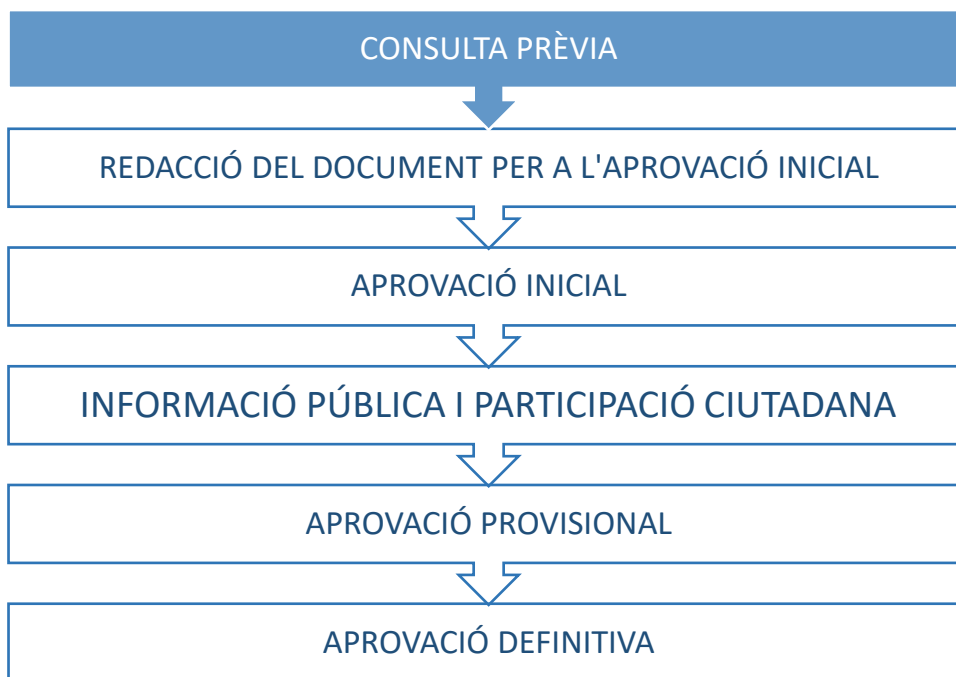 CONSULTA PRÈVIA
REDACCIÓ DEL DOCUMENT PER A L'APROVACIÓ INICIAL
APROVACIÓ INICIAL
INFORMACIÓ PÚBLICA I PARTICIPACIÓ CIUTADANA
APROVACIÓ PROVISIONAL
APROVACIÓ DEFINITIVA